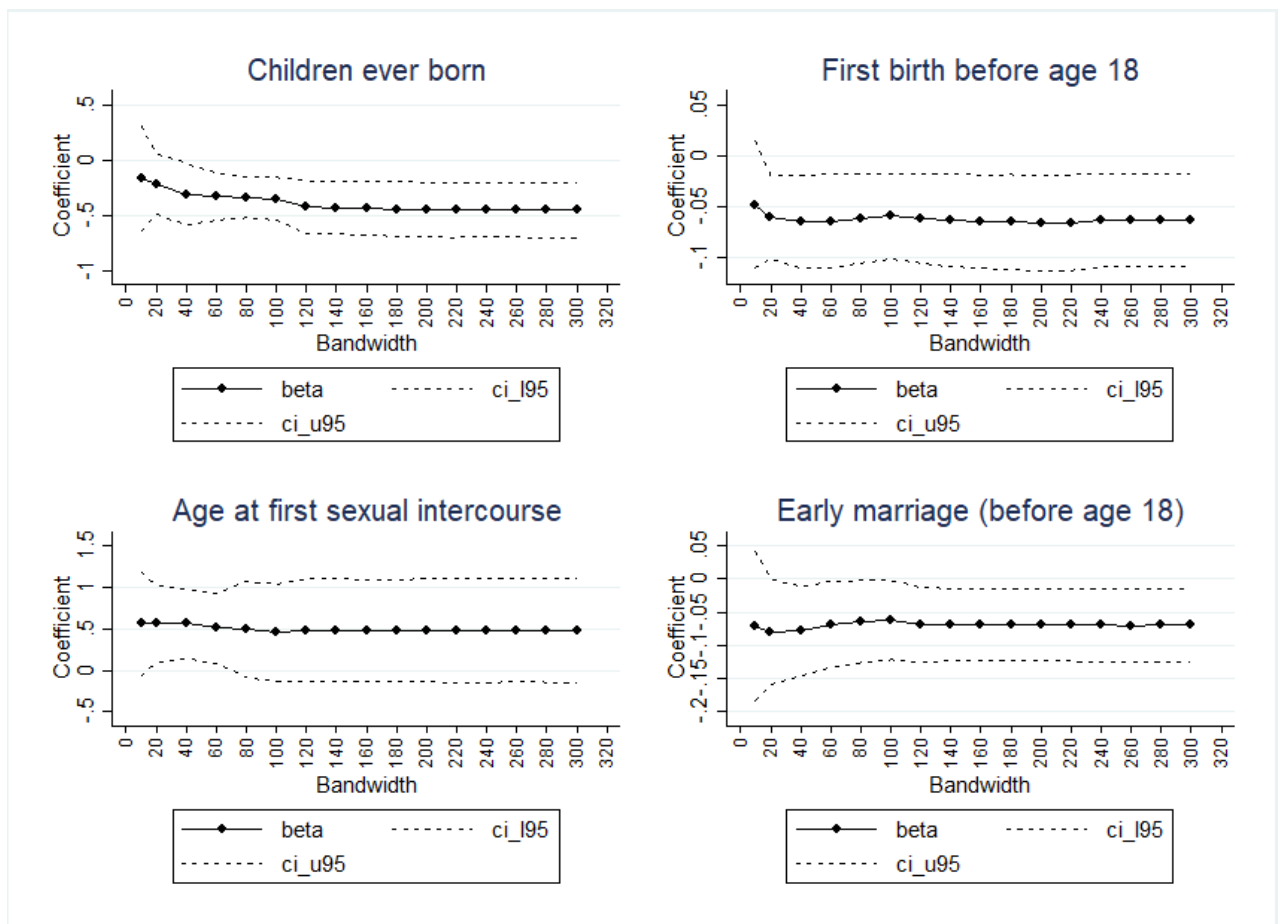 Children ever born
Coefficient
.5
0
-.5
-1
0 20 40 60 80 100 120 140 160 180 200 220 240 260 280 300 320
Bandwidth
beta ci_l95
ci_u95
First birth before age 18
Coefficient
.05
0
-.05
-.1
0 20 40 60 80 100 120 140 160 180 200 220 240 260 280 300 320
Bandwidth
beta ci_l95
ci_u95
Age at first sexual intercourse
Coefficient
1.5
1
.5
0
-.5
0 20 40 60 80 100 120 140 160 180 200 220 240 260 280 300 320
Bandwidth
beta ci_l95
ci_u95
Early marriage (before age 18)
Coefficient
.05
0
-.05
-.1
-.15
-.2
0 20 40 60 80 100 120 140 160 180 200 220 240 260 280 300 320
Bandwidth
beta ci_l95
ci_u95